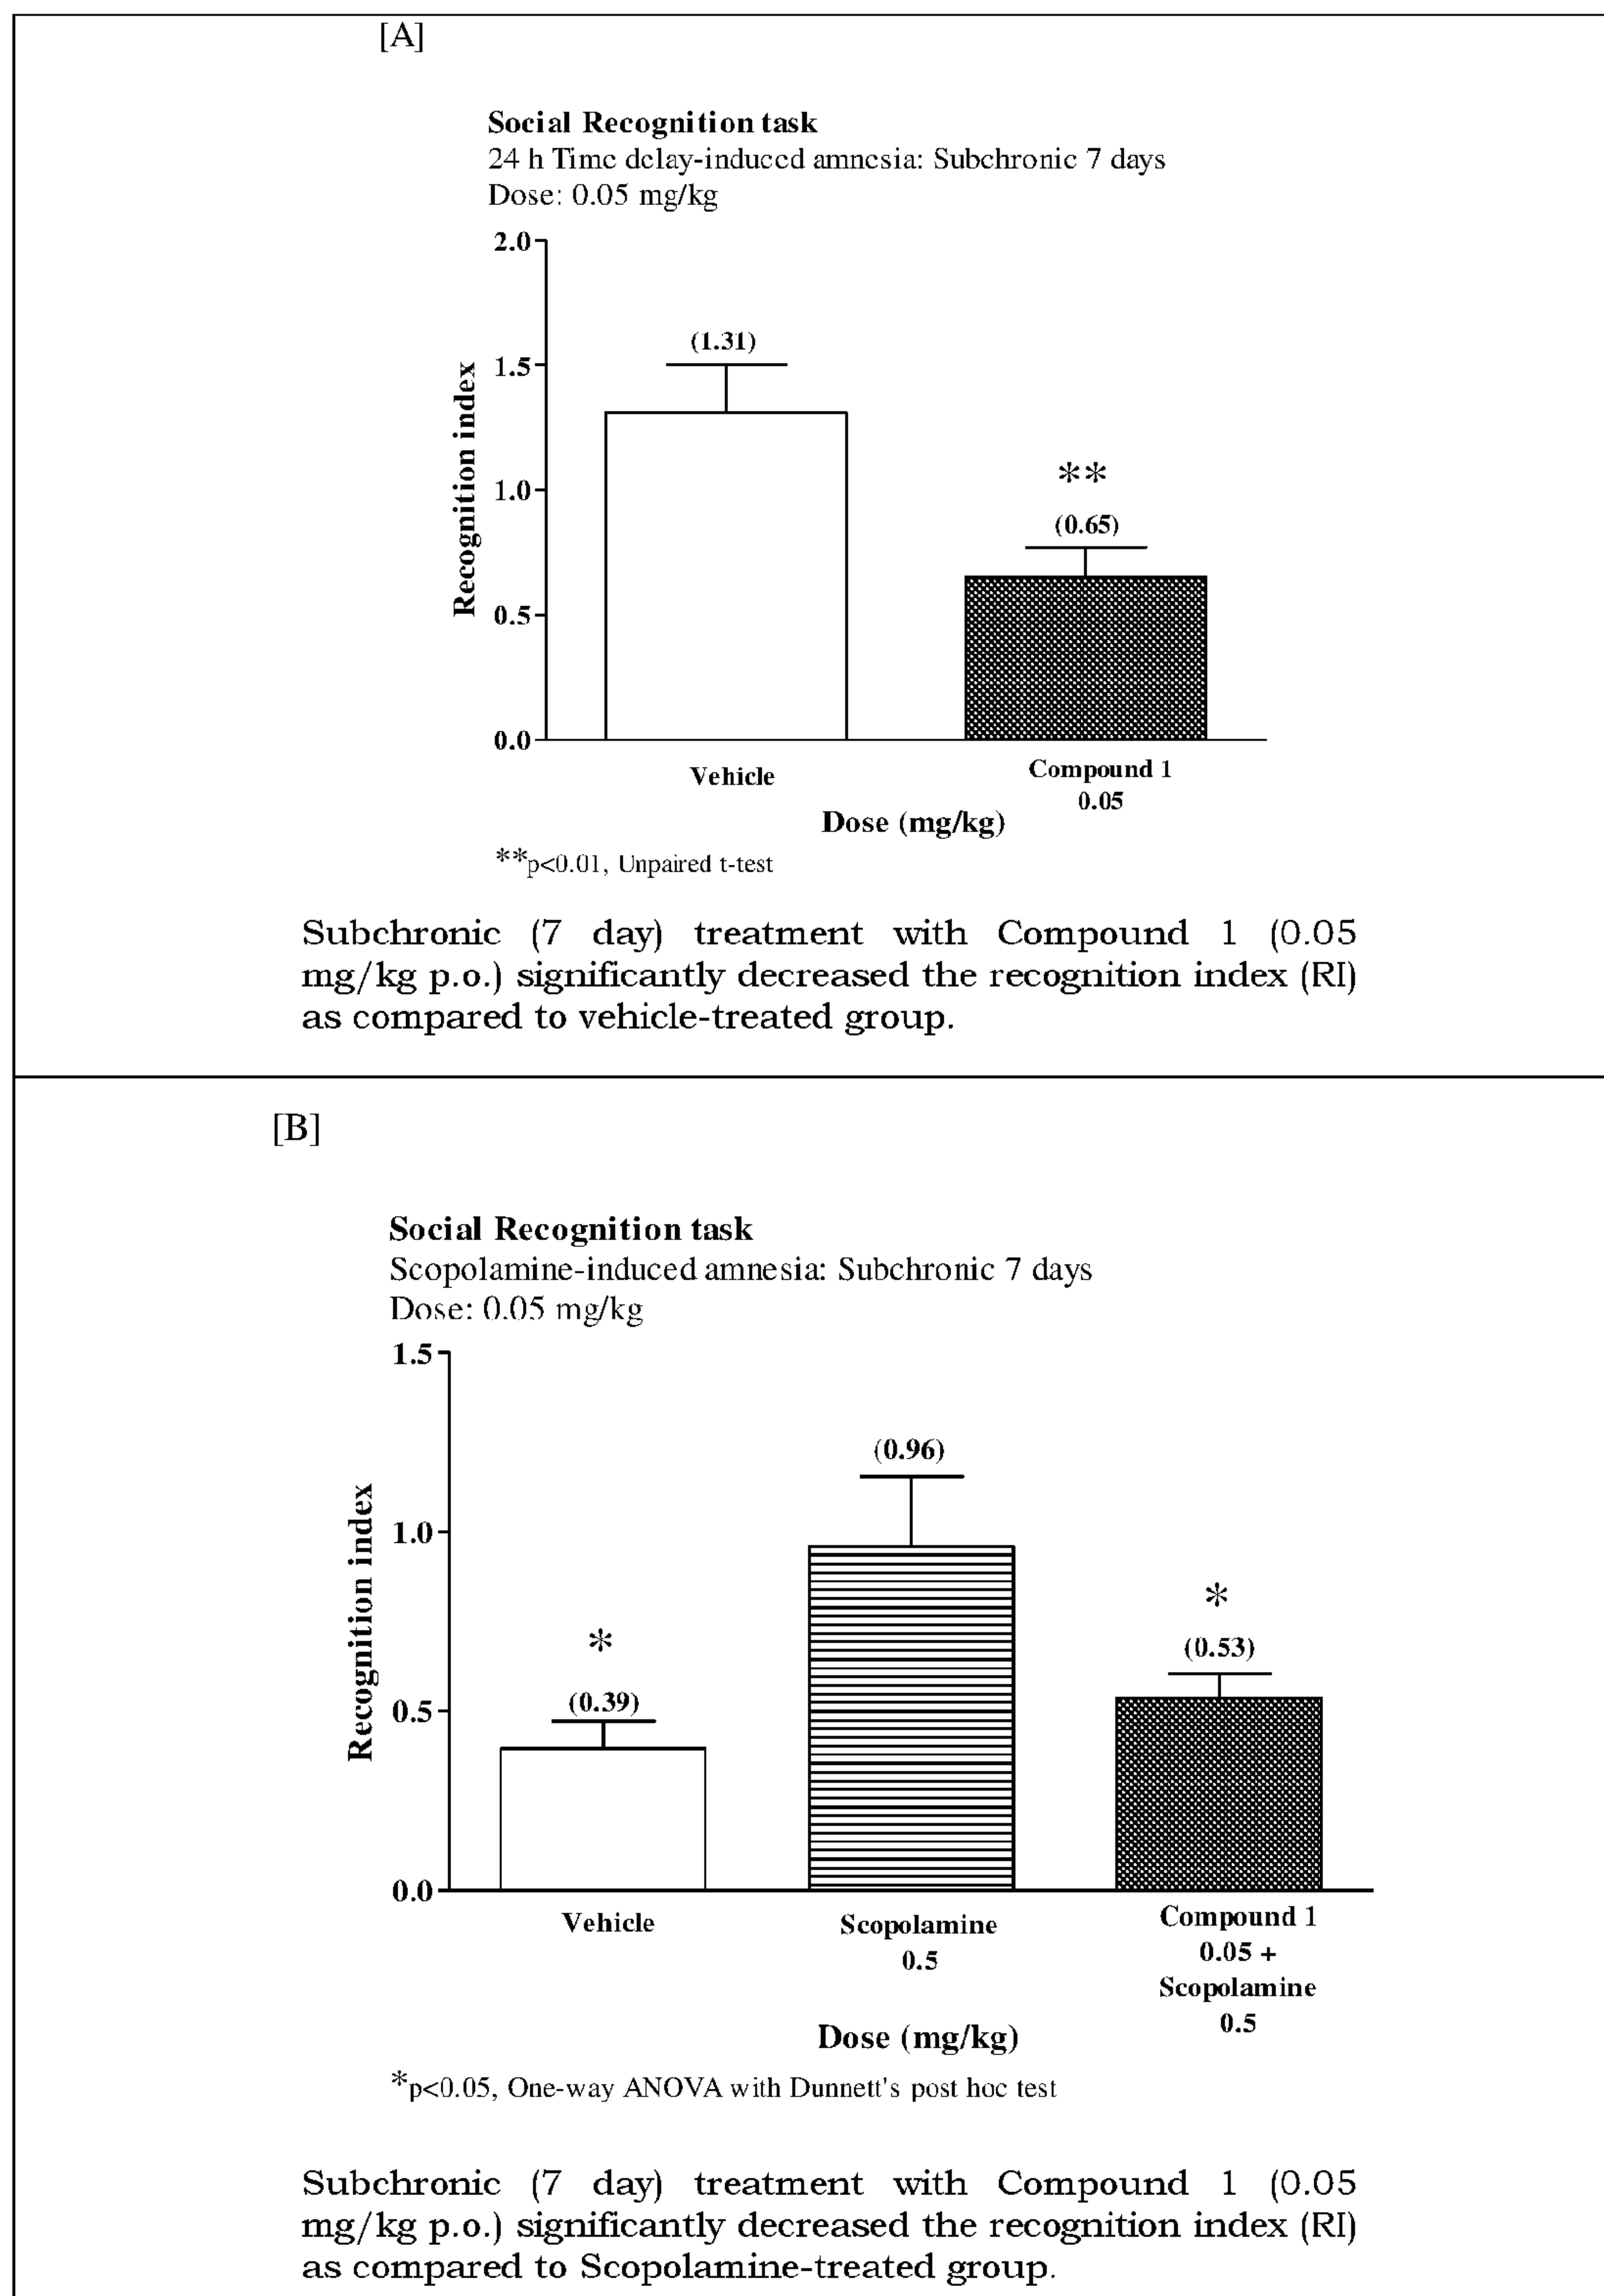 [A]
Social Recognition task
24 h Time delay-induced amnesia: Subchronic 7 days
Dose: 0.05 mg/kg
2.0
(1.31)
1.5
**
1.0
(0.65)
Recognition index
0.5
0.0
Vehicle
Compound 1
0.05
Dose (mg/kg)
**p<0.01, Unpaired t-test
Subchronic (7 day) treatment with Compound 1 (0.05
mg/kg p.o.) significantly decreased the recognition index (RI)
as compared to vehicle-treated group.
[B]
Social Recognition task
Scopolamine-induced amnesia: Subchronic 7 days
Dose: 0.05 mg/kg
1.5
(0.96)
1.0
*
*
(0.53)
(0.39)
Recognition index
0.5
0.0
Vehicle
Scopolamine
0.5
Compound 1
0.05 +
Scopolamine
0.5
Dose (mg/kg)
*p<0.05, One-way ANOVA with Dunnett's post hoc test
Subchronic (7 day) treatment with Compound 1 (0.05
mg/kg p.o.) significantly decreased the recognition index (RI)
as compared to Scopolamine-treated group.